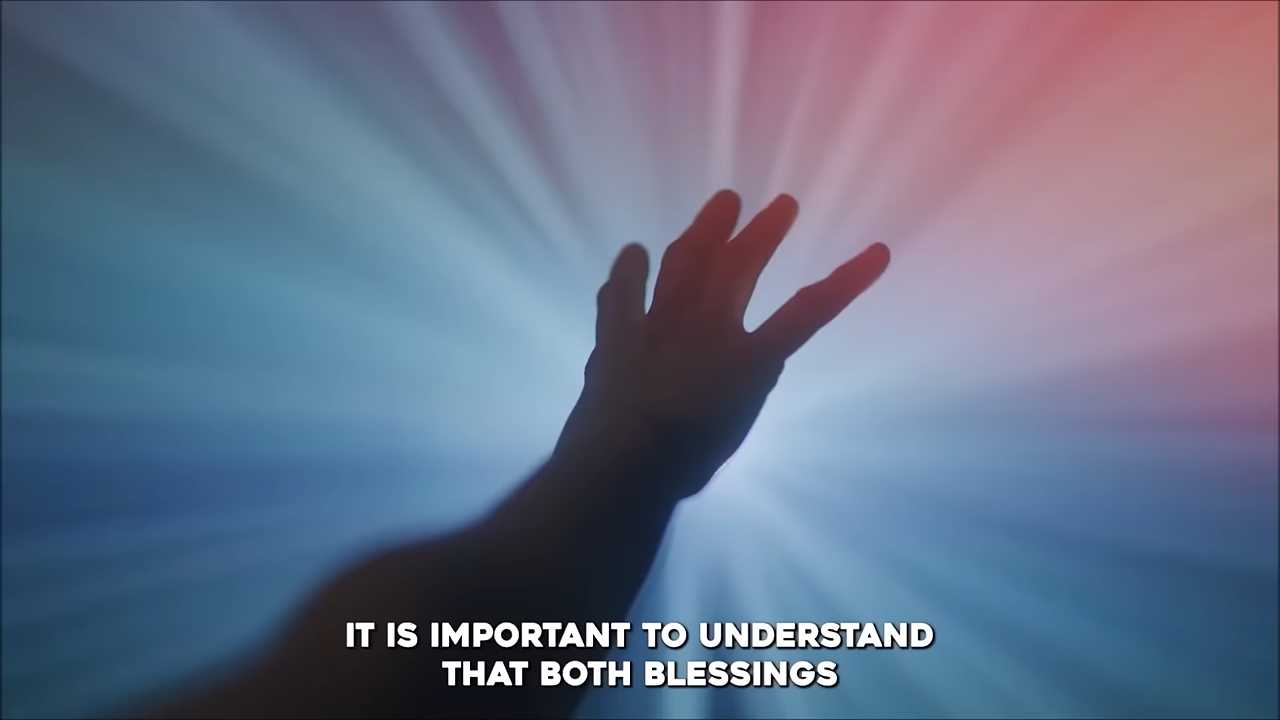 IT IS IMPORTANT TO UNDERSTAND
THAT BOTH BLESSINGS